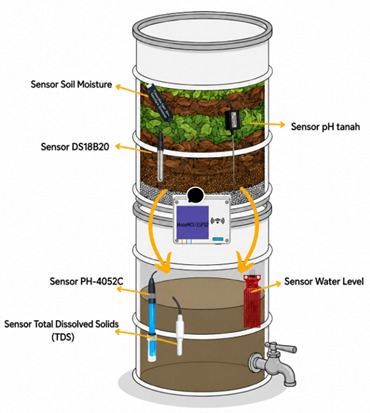 Sensor Soil Moisture
Sensor pH tanah
Sensor DS18B20
Sensor PH-4052C
Sensor Water Level
Sensor Total Dissolved Solids
(TDS)